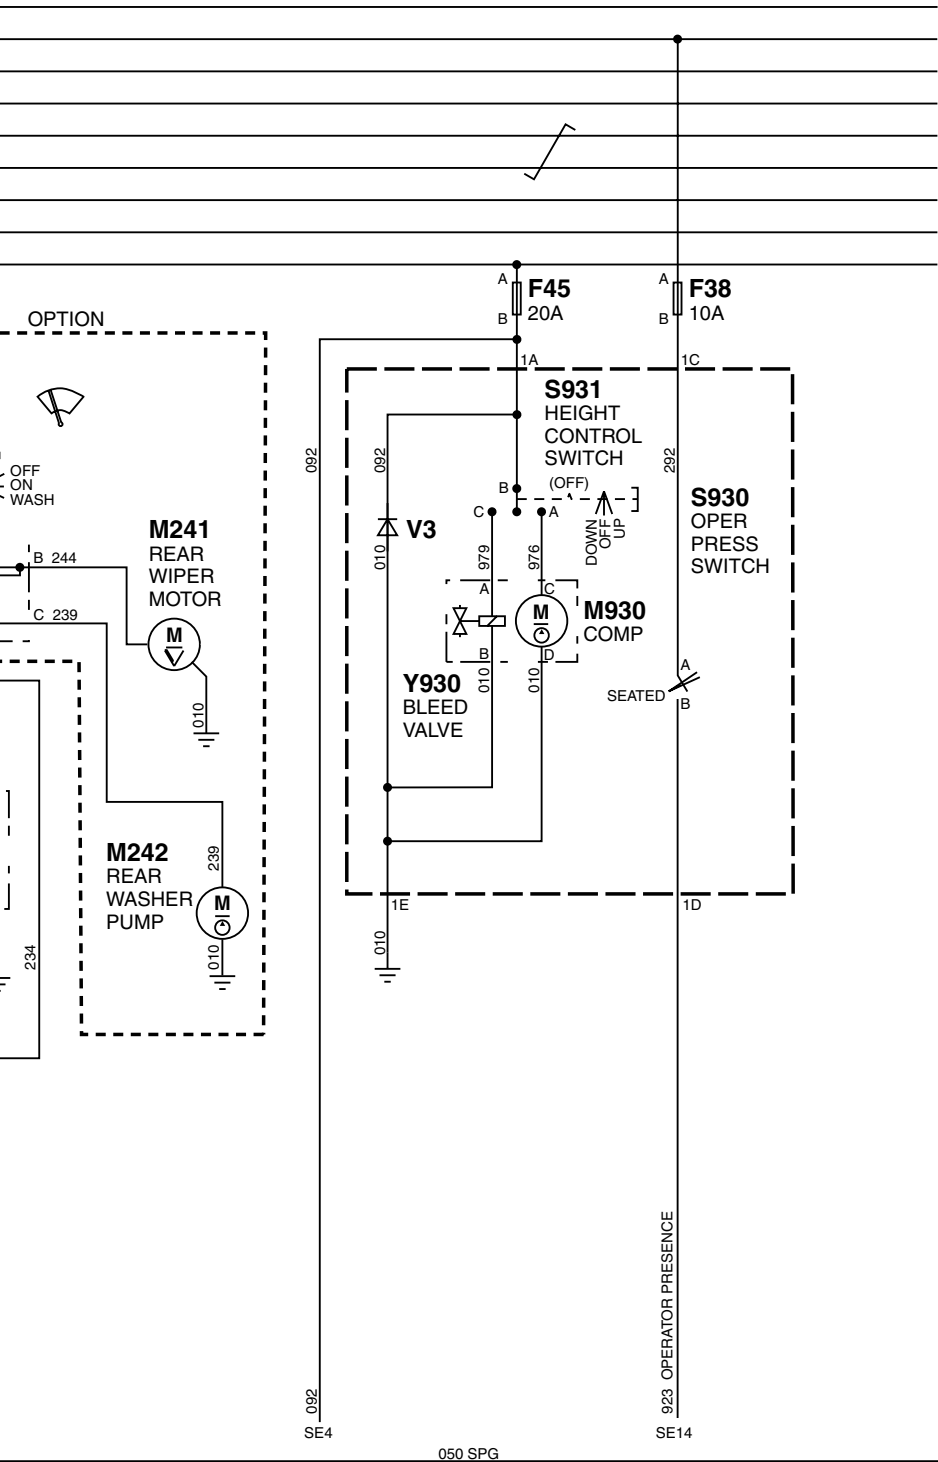 A
F45
20A
B
A
F38
10A
B
OPTION
1A
1C
S931
HEIGHT
CONTROL
SWITCH
092
092
292
OFF
ON
WASH
B
(OFF)
C
A
DOWN
OFF
UP
S930
OPER
PRESS
SWITCH
M241
REAR
WIPER
MOTOR
V3
010
979
976
B 244
A
C
M
M930
COMP
C 239
M
B
D
Y930
BLEED
VALVE
010
010
SEATED
A
B
010
M242
REAR
WASHER
PUMP
239
M
010
234
1E
1D
010
923 OPERATOR PRESENCE
092
SE4
SE14
050 SPG